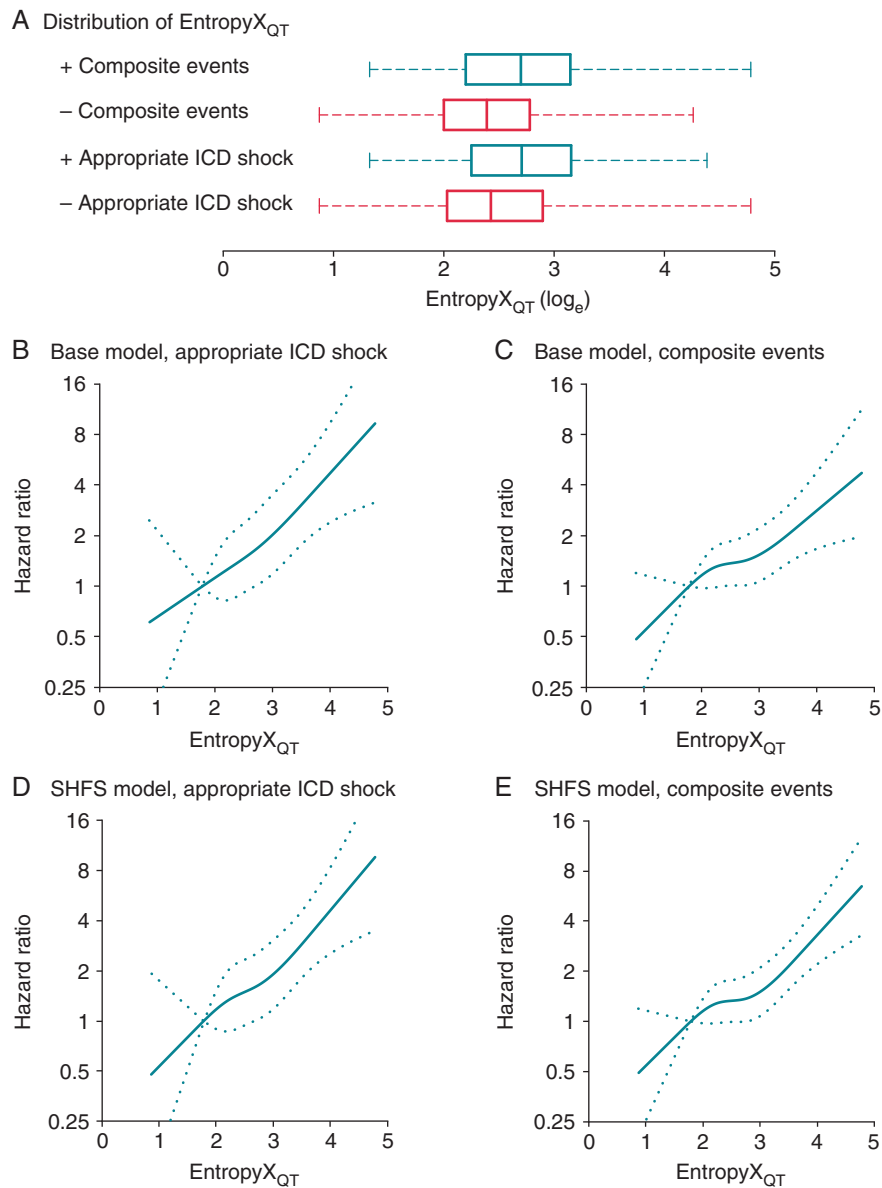 A Distribution of EntropyX_QT
+ Composite events
– Composite events
+ Appropriate ICD shock
– Appropriate ICD shock
0 1 2 3 4 5
EntropyX_QT (log_e)
B Base model, appropriate ICD shock
16
8
4
2
1
0.5
0.25
Hazard ratio
0 1 2 3 4 5
EntropyX_QT
C Base model, composite events
16
8
4
2
1
0.5
0.25
Hazard ratio
0 1 2 3 4 5
EntropyX_QT
D SHFS model, appropriate ICD shock
16
8
4
2
1
0.5
0.25
Hazard ratio
0 1 2 3 4 5
EntropyX_QT
E SHFS model, composite events
16
8
4
2
1
0.5
0.25
Hazard ratio
0 1 2 3 4 5
EntropyX_QT